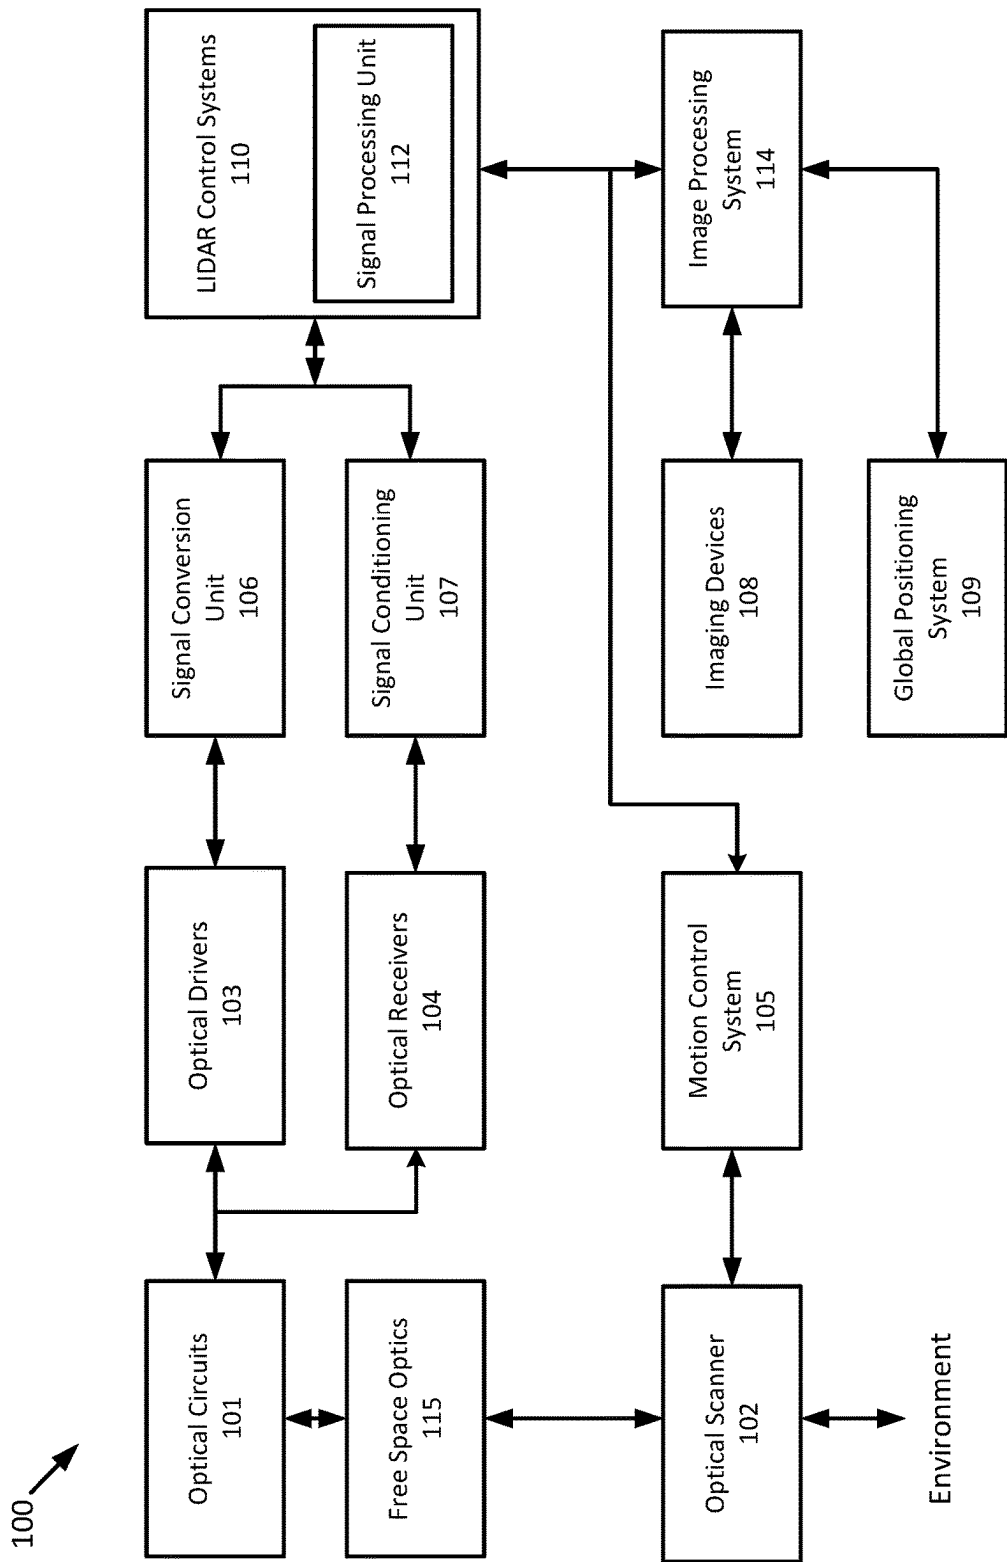 100
Optical Circuits
101
Optical Drivers
103
Signal Conversion
Unit
106
LIDAR Control Systems
110
Signal Processing Unit
112
Free Space Optics
115
Optical Receivers
104
Signal Conditioning
Unit
107
Optical Scanner
102
Motion Control
System
105
Imaging Devices
108
Image Processing
System
114
Global Positioning
System
109
Environment